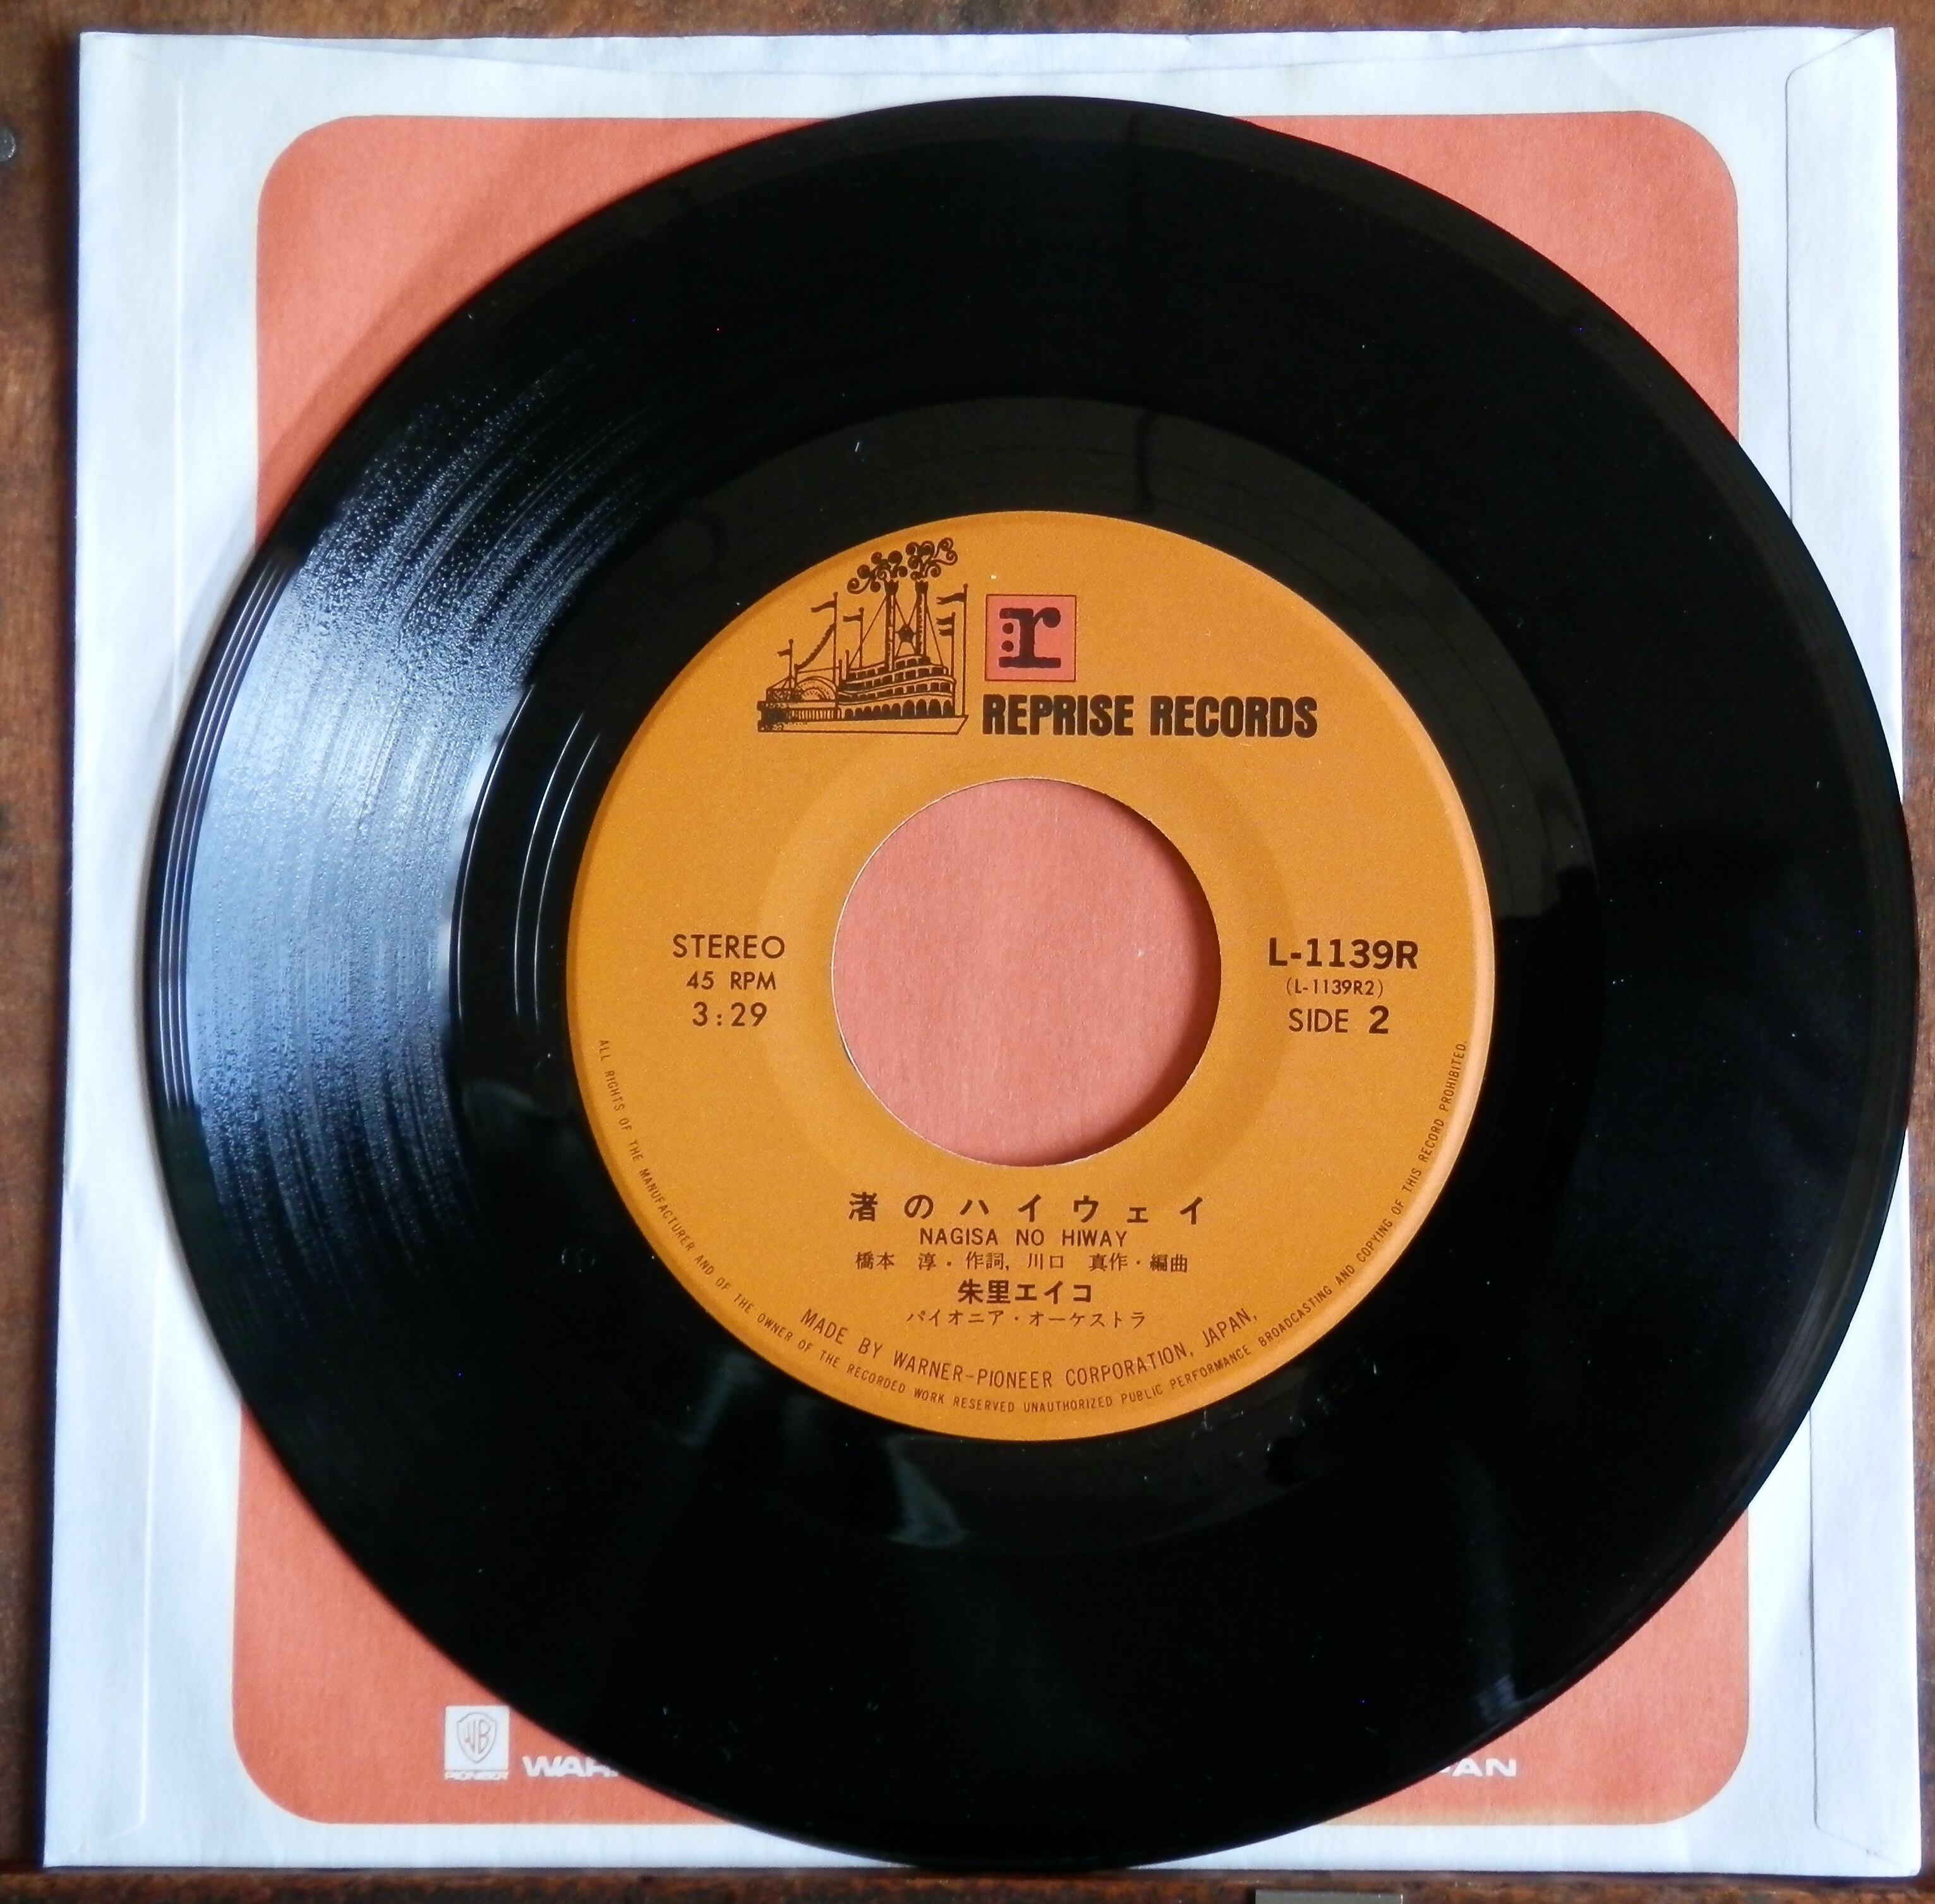 r
REPRISE RECORDS
STEREO
45 RPM
3:29
L-1139R
(L-1139R2)
SIDE 2
渚のハイウェイ
NAGISA NO HIWAY
橋本 淳・作詞, 川口 真作・編曲
朱里エイコ
パイオニア・オーケストラ
MADE BY WARNER-PIONEER CORPORATION, JAPAN,
ALL RIGHTS OF THE MANUFACTURER AND OF THE OWNER OF THE RECORDED WORK RESERVED UNAUTHORIZED PUBLIC PERFORMANCE BROADCASTING AND COPYING OF THIS RECORD PROHIBITED.
WB
PIONEER